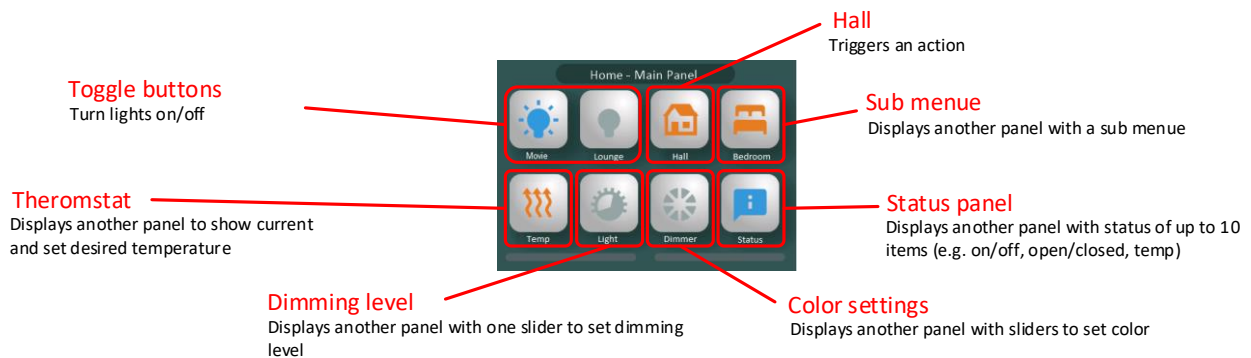 Hall
Triggers an action
Toggle buttons
Turn lights on/off
Home - Main Panel
Movie
Lounge
Hall
Bedroom
Sub menue
Displays another panel with a sub menue
Theromstat
Displays another panel to show current
and set desired temperature
Temp
Light
Dimmer
Status
Status panel
Displays another panel with status of up to 10
items (e.g. on/off, open/closed, temp)
Dimming level
Displays another panel with one slider to set dimming
level
Color settings
Displays another panel with sliders to set color